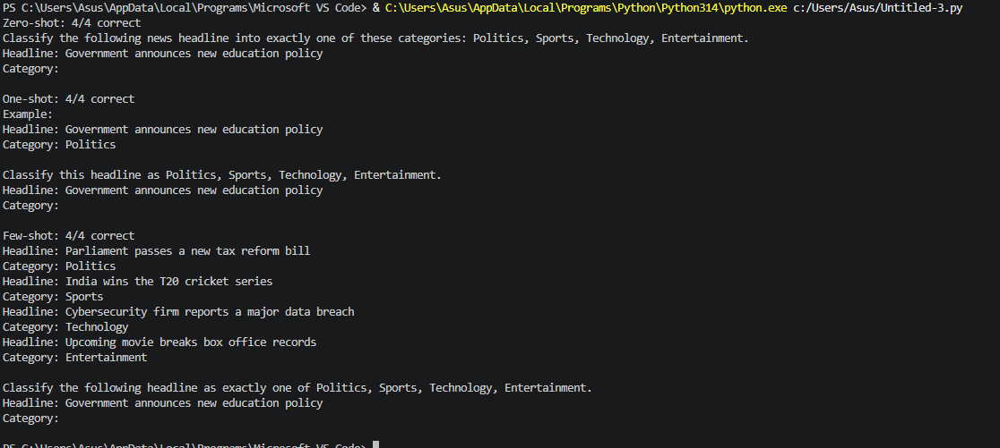 PS C:\Users\Asus\AppData\Local\Programs\Microsoft VS Code> & C:\Users\Asus\AppData\Local\Programs\Python\Python314\python.exe c:/Users/Asus/Untitled-3.py
Zero-shot: 4/4 correct
Classify the following news headline into exactly one of these categories: Politics, Sports, Technology, Entertainment.
Headline: Government announces new education policy
Category:
One-shot: 4/4 correct
Example:
Headline: Government announces new education policy
Category: Politics
Classify this headline as Politics, Sports, Technology, Entertainment.
Headline: Government announces new education policy
Category:
Few-shot: 4/4 correct
Headline: Parliament passes a new tax reform bill
Category: Politics
Headline: India wins the T20 cricket series
Category: Sports
Headline: Cybersecurity firm reports a major data breach
Category: Technology
Headline: Upcoming movie breaks box office records
Category: Entertainment
Classify the following headline as exactly one of Politics, Sports, Technology, Entertainment.
Headline: Government announces new education policy
Category:
PS C:\Users\Asus\AppData\Local\Programs\Microsoft VS Code>